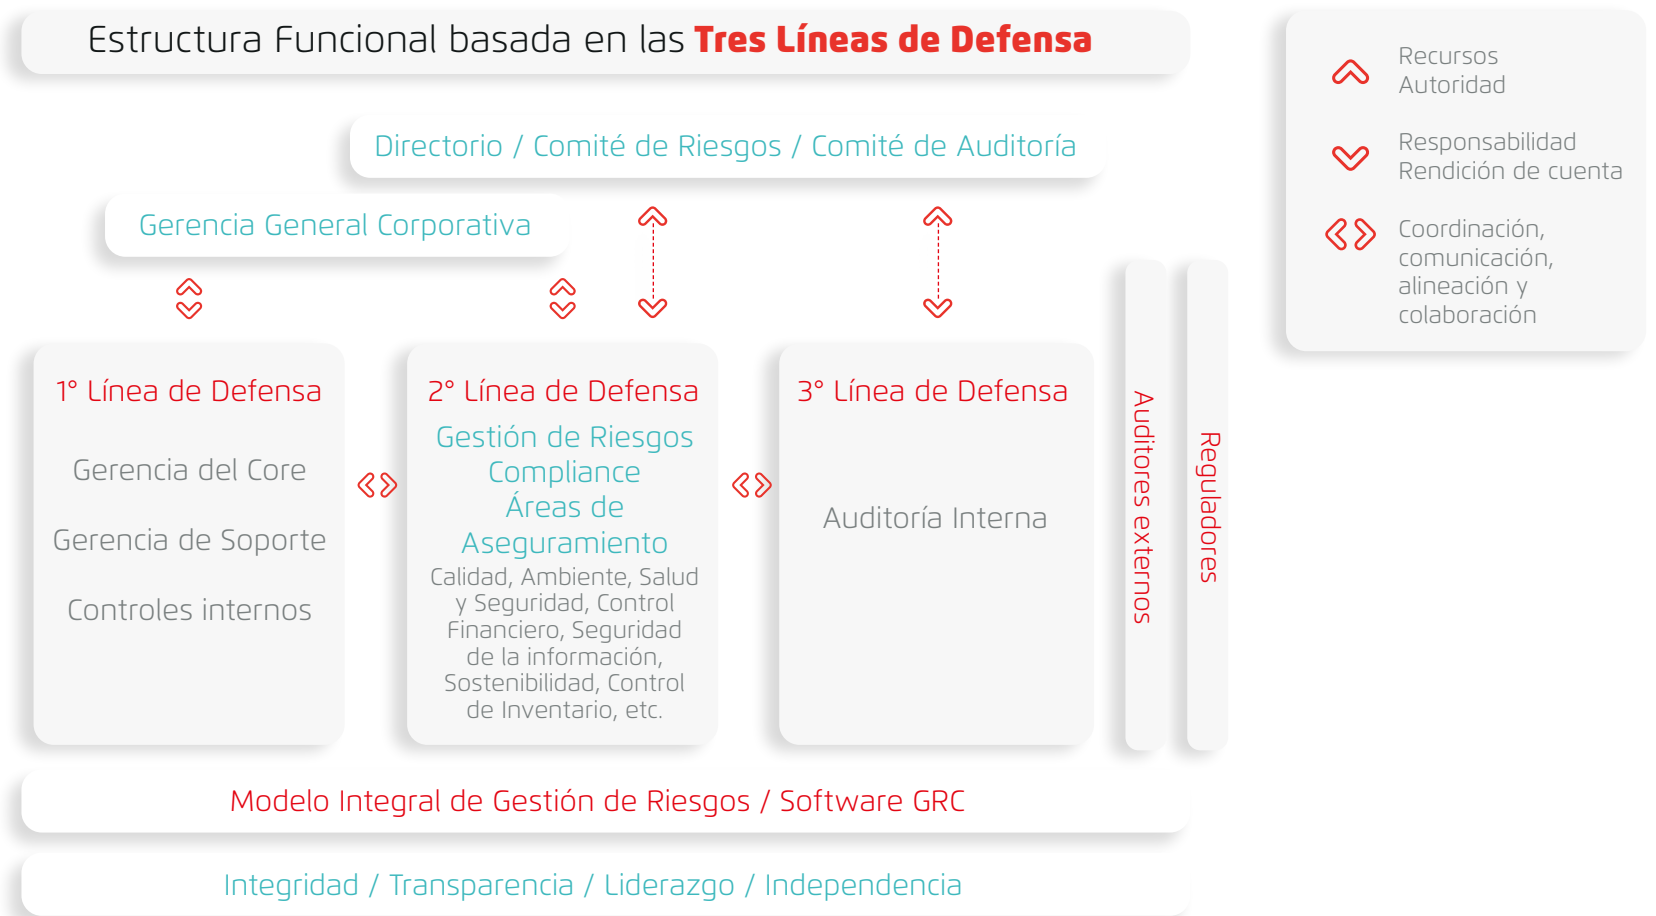 Estructura Funcional basada en las Tres Líneas de Defensa
Directorio / Comité de Riesgos / Comité de Auditoría
Gerencia General Corporativa
1° Línea de Defensa
Gerencia del Core
Gerencia de Soporte
Controles internos
2° Línea de Defensa
Gestión de Riesgos
Compliance
Áreas de
Aseguramiento
Calidad, Ambiente, Salud
y Seguridad, Control
Financiero, Seguridad
de la información,
Sostenibilidad, Control
de Inventario, etc.
3° Línea de Defensa
Auditoría Interna
Auditores externos
Reguladores
Modelo Integral de Gestión de Riesgos / Software GRC
Integridad / Transparencia / Liderazgo / Independencia
Recursos
Autoridad
Responsabilidad
Rendición de cuenta
Coordinación,
comunicación,
alineación y
colaboración